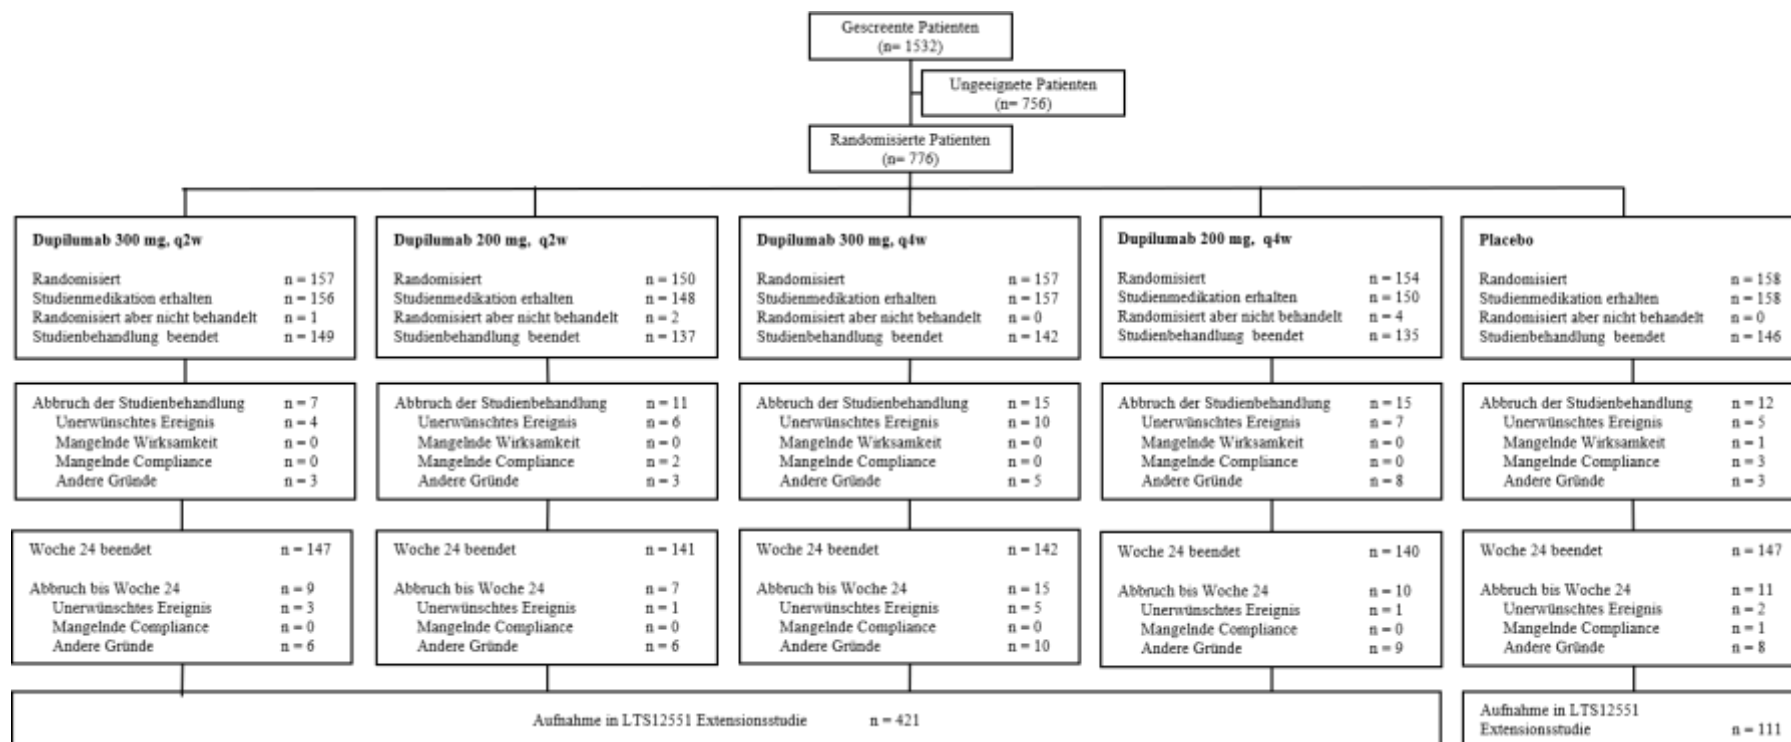 Gescreente Patienten
(n= 1532)
Ungeeignete Patienten
(n= 756)
Randomisierte Patienten
(n= 776)
Dupilumab 300 mg, q2w
Randomisiert n = 157
Studienmedikation erhalten n = 156
Randomisiert aber nicht behandelt n = 1
Studienbehandlung beendet n = 149
Dupilumab 200 mg, q2w
Randomisiert n = 150
Studienmedikation erhalten n = 148
Randomisiert aber nicht behandelt n = 2
Studienbehandlung beendet n = 137
Dupilumab 300 mg, q4w
Randomisiert n = 157
Studienmedikation erhalten n = 157
Randomisiert aber nicht behandelt n = 0
Studienbehandlung beendet n = 142
Dupilumab 200 mg, q4w
Randomisiert n = 154
Studienmedikation erhalten n = 150
Randomisiert aber nicht behandelt n = 4
Studienbehandlung beendet n = 135
Placebo
Randomisiert n = 158
Studienmedikation erhalten n = 158
Randomisiert aber nicht behandelt n = 0
Studienbehandlung beendet n = 146
Abbruch der Studienbehandlung n = 7
Unerwünschtes Ereignis n = 4
Mangelnde Wirksamkeit n = 0
Mangelnde Compliance n = 0
Andere Gründe n = 3
Abbruch der Studienbehandlung n = 11
Unerwünschtes Ereignis n = 6
Mangelnde Wirksamkeit n = 0
Mangelnde Compliance n = 2
Andere Gründe n = 3
Abbruch der Studienbehandlung n = 15
Unerwünschtes Ereignis n = 10
Mangelnde Wirksamkeit n = 0
Mangelnde Compliance n = 0
Andere Gründe n = 5
Abbruch der Studienbehandlung n = 15
Unerwünschtes Ereignis n = 7
Mangelnde Wirksamkeit n = 0
Mangelnde Compliance n = 0
Andere Gründe n = 8
Abbruch der Studienbehandlung n = 12
Unerwünschtes Ereignis n = 5
Mangelnde Wirksamkeit n = 1
Mangelnde Compliance n = 3
Andere Gründe n = 3
Woche 24 beendet n = 147
Abbruch bis Woche 24 n = 9
Unerwünschtes Ereignis n = 3
Mangelnde Compliance n = 0
Andere Gründe n = 6
Woche 24 beendet n = 141
Abbruch bis Woche 24 n = 7
Unerwünschtes Ereignis n = 1
Mangelnde Compliance n = 0
Andere Gründe n = 6
Woche 24 beendet n = 142
Abbruch bis Woche 24 n = 15
Unerwünschtes Ereignis n = 5
Mangelnde Compliance n = 0
Andere Gründe n = 10
Woche 24 beendet n = 140
Abbruch bis Woche 24 n = 10
Unerwünschtes Ereignis n = 1
Mangelnde Compliance n = 0
Andere Gründe n = 9
Woche 24 beendet n = 147
Abbruch bis Woche 24 n = 11
Unerwünschtes Ereignis n = 2
Mangelnde Compliance n = 1
Andere Gründe n = 8
Aufnahme in LTS12551 Extensionsstudie n = 421
Aufnahme in LTS12551
Extensionsstudie n = 111